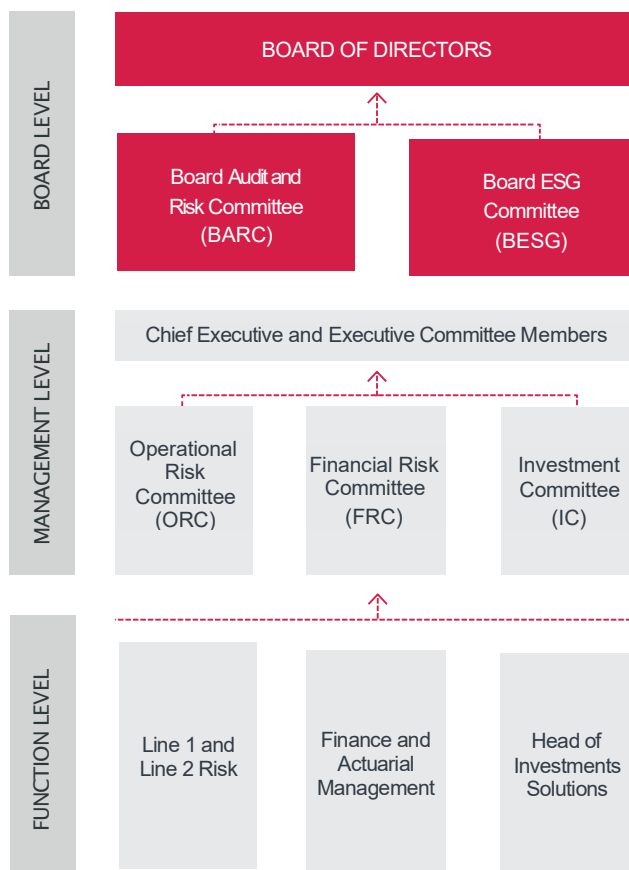 BOARD LEVEL
BOARD OF DIRECTORS
Board Audit and
Risk Committee
(BARC)
Board ESG
Committee
(BESG)
MANAGEMENT LEVEL
Chief Executive and Executive Committee Members
Operational
Risk
Committee
(ORC)
Financial Risk
Committee
(FRC)
Investment
Committee
(IC)
FUNCTION LEVEL
Line 1 and
Line 2 Risk
Finance and
Actuarial
Management
Head of
Investments
Solutions